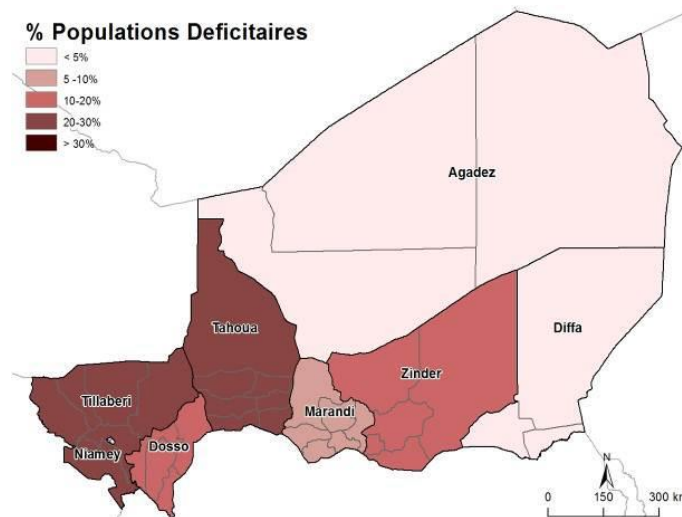 % Populations Deficitaires
< 5%
5 -10%
10-20%
20-30%
> 30%
Agadez
Tahoua
Diffa
Zinder
Tillaberi
Marandi
Dosso
Niamey
N
0 150 300 km